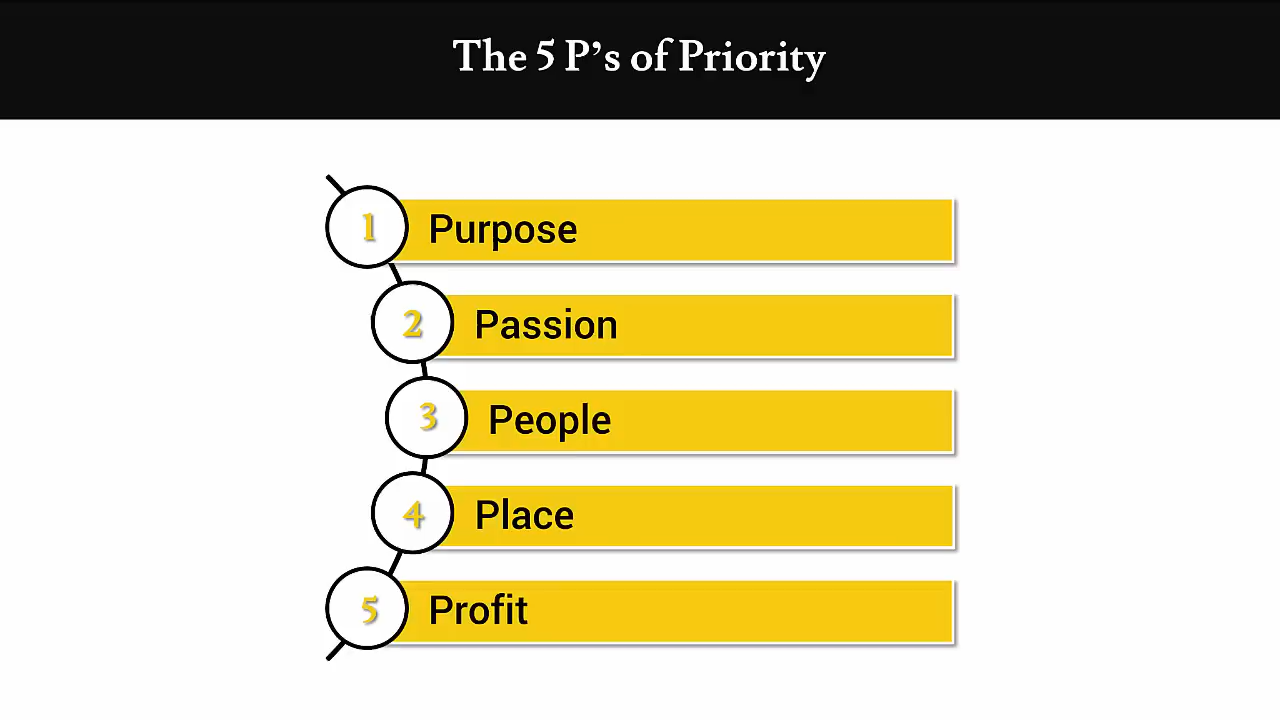 The 5 P’s of Priority
1 Purpose
2 Passion
3 People
4 Place
5 Profit